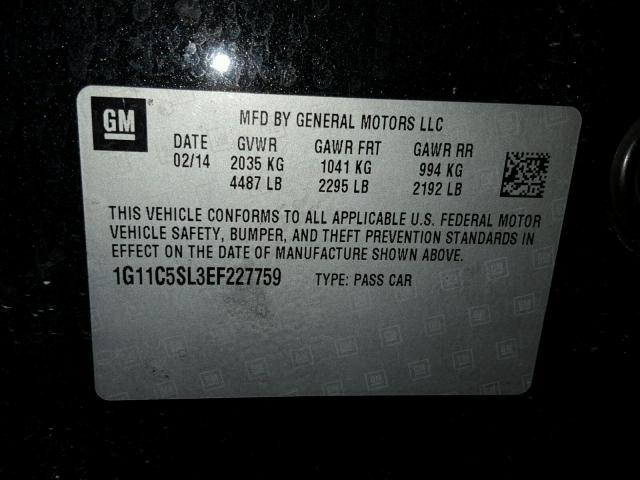 GM ® MFD BY GENERAL MOTORS LLC
DATE GVWR GAWR FRT GAWR RR
02/14 2035 KG 1041 KG 994 KG
4487 LB 2295 LB 2192 LB
THIS VEHICLE CONFORMS TO ALL APPLICABLE U.S. FEDERAL MOTOR
VEHICLE SAFETY, BUMPER, AND THEFT PREVENTION STANDARDS IN
EFFECT ON THE DATE OF MANUFACTURE SHOWN ABOVE.
1G11C5SL3EF227759 TYPE: PASS CAR